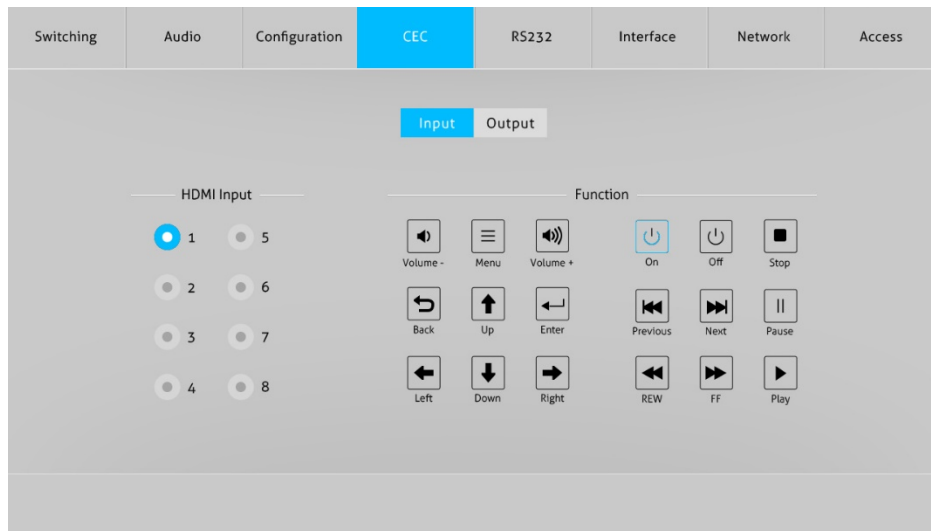 Switching Audio Configuration CEC RS232 Interface Network Access
Input Output
HDMI Input
1 5
2 6
3 7
4 8
Function
Volume - Menu Volume + On Off Stop
Back Up Enter Previous Next Pause
Left Down Right REW FF Play